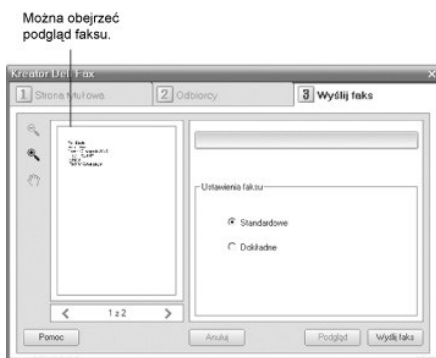 Można obejrzeć
podgląd faksu.
Kreator Dell Fax
1 Strona tytułowa
2 Odbiorcy
3 Wyślij faks
Ustawienia faksu
Standardowe
Dokładne
1 z 2
Pomoc
Anuluj
Podgląd
Wyślij faks